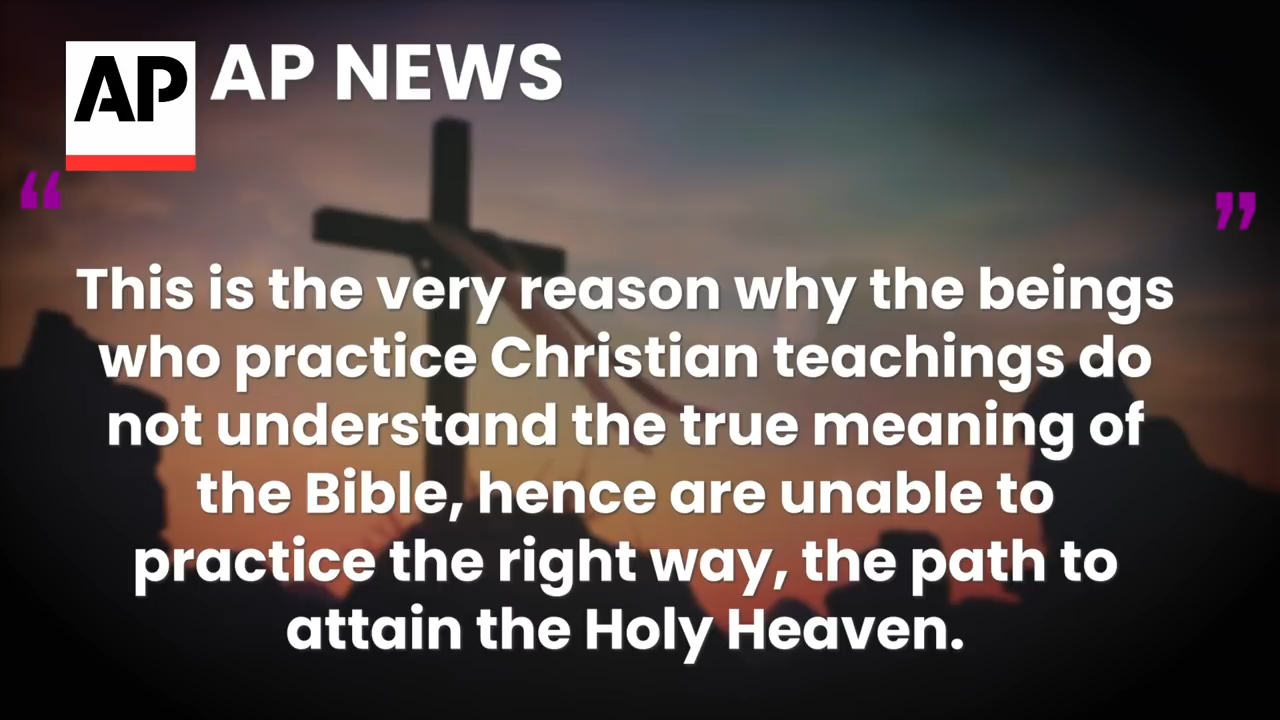 AP
AP NEWS
“ ”
This is the very reason why the beings
who practice Christian teachings do
not understand the true meaning of
the Bible, hence are unable to
practice the right way, the path to
attain the Holy Heaven.